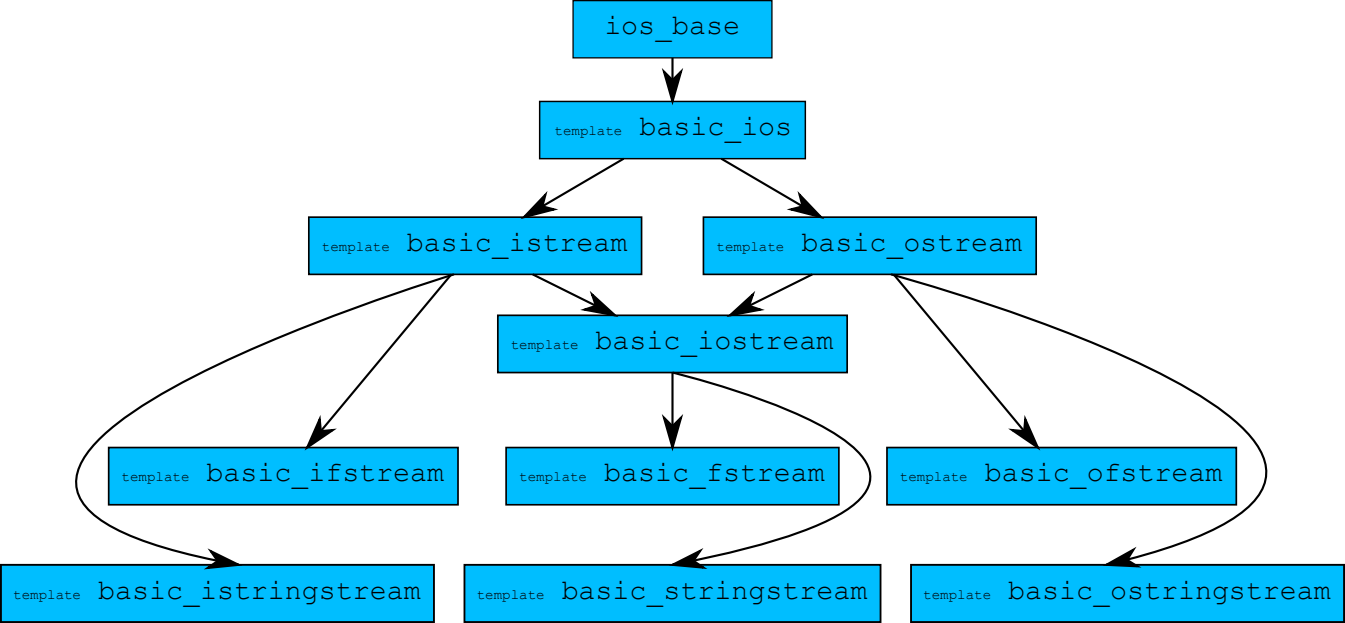 ios_base
template basic_ios
template basic_istream
template basic_ostream
template basic_iostream
template basic_ifstream
template basic_fstream
template basic_ofstream
template basic_istringstream
template basic_stringstream
template basic_ostringstream